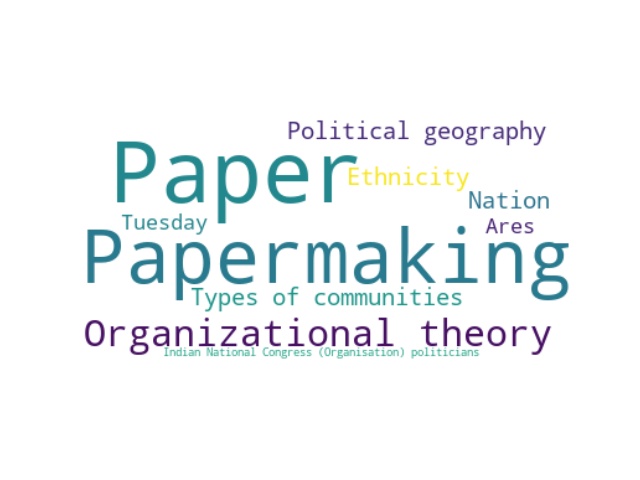 Political geography
Paper
Ethnicity
Nation
Tuesday
Ares
Papermaking
Types of communities
Organizational theory
Indian National Congress (Organisation) politicians